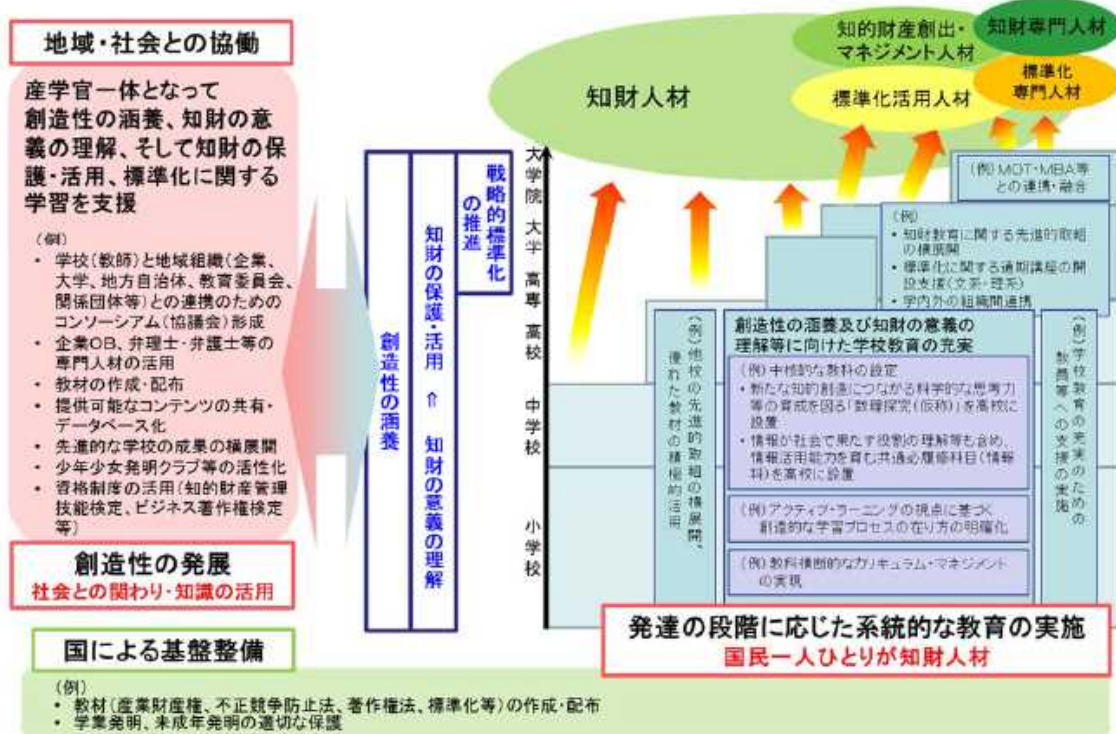 地域・社会との協働
産学官一体となって
創造性の涵養、知財の意
義の理解、そして知財の保
護・活用、標準化に関する
学習を支援
(例)
• 学校(教師)と地域組織(企業、
大学、地方自治体、教育委員会、
関係団体等)との連携のための
コンソーシアム(協議会)形成
• 企業OB、弁理士・弁護士等の
専門人材の活用
• 教材の作成・配布
• 提供可能なコンテンツの共有・
データベース化
• 先進的な学校の成果の横展開
• 少年少女発明クラブ等の活性化
• 資格制度の活用(知的財産管理
技能検定、ビジネス著作権検定
等)
創造性の発展
社会との関わり・知識の活用
創造性の涵養
知財の保護・活用 ⇐ 知財の意義の理解
戦略的標準化
の推進
大学院
大学
高専
高校
中学校
小学校
知財人材
知的財産創出・
マネジメント人材
知財専門人材
標準化活用人材
標準化
専門人材
(例)MOT・MBA等
との連携・融合
(例)
• 知財教育に関する先進的取組
の横展開
• 標準化に関する通期講座の開
設支援(文系・理系)
• 学内外の組織間連携
(例)他校の先進的取組の横展開、
優れた教材の積極的活用
創造性の涵養及び知財の意義の
理解等に向けた学校教育の充実
(例)中核的な教科の設定
• 新たな知的創造につながる科学的な思考力
等の育成を図る「数理探究(仮称)」を高校に
設置
• 情報が社会で果たす役割の理解等も含め、
情報活用能力を育む共通必履修科目(情報
科)を高校に設置
(例)アクティブ・ラーニングの視点に基づく
創造的な学習プロセスの在り方の明確化
(例)教科横断的なカリキュラム・マネジメント
の実現
(例)学校教育の充実のための
教員等への支援の実施
発達の段階に応じた系統的な教育の実施
国民一人ひとりが知財人材
国による基盤整備
(例)
• 教材(産業財産権、不正競争防止法、著作権法、標準化等)の作成・配布
• 学業発明、未成年発明の適切な保護